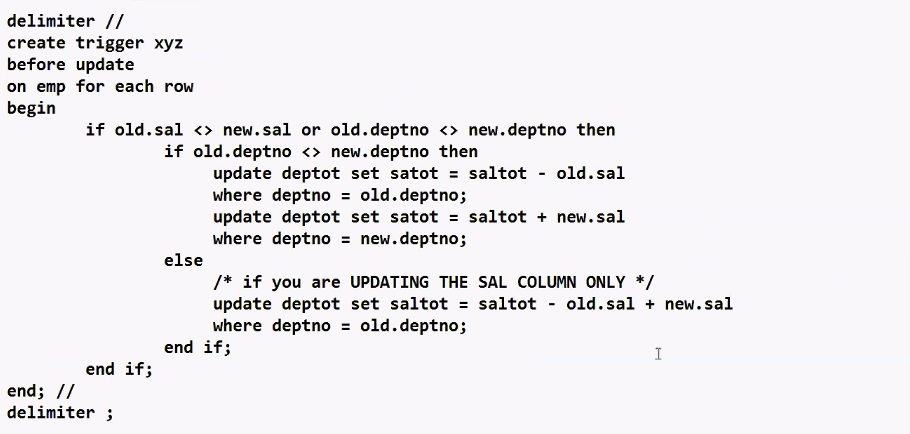 delimiter //
create trigger xyz
before update
on emp for each row
begin
if old.sal <> new.sal or old.deptno <> new.deptno then
if old.deptno <> new.deptno then
update deptot set satot = saltot - old.sal
where deptno = old.deptno;
update deptot set satot = saltot + new.sal
where deptno = new.deptno;
else
/* if you are UPDATING THE SAL COLUMN ONLY */
update deptot set saltot = saltot - old.sal + new.sal
where deptno = old.deptno;
end if;
end if;
end; //
delimiter ;